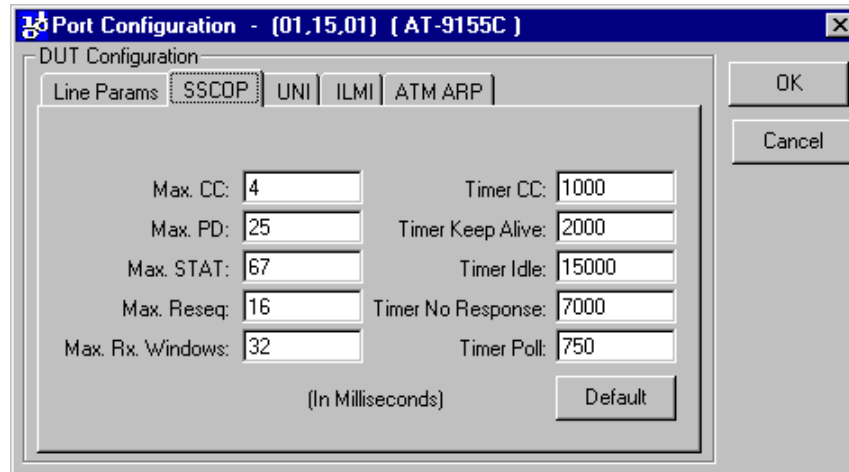 Port Configuration - (01,15,01) ( AT-9155C )
DUT Configuration
Line Params SSCOP UNI ILMI ATM ARP
OK
Cancel
Max. CC: 4 Timer CC: 1000
Max. PD: 25 Timer Keep Alive: 2000
Max. STAT: 67 Timer Idle: 15000
Max. Reseq: 16 Timer No Response: 7000
Max. Rx. Windows: 32 Timer Poll: 750
(In Milliseconds) Default